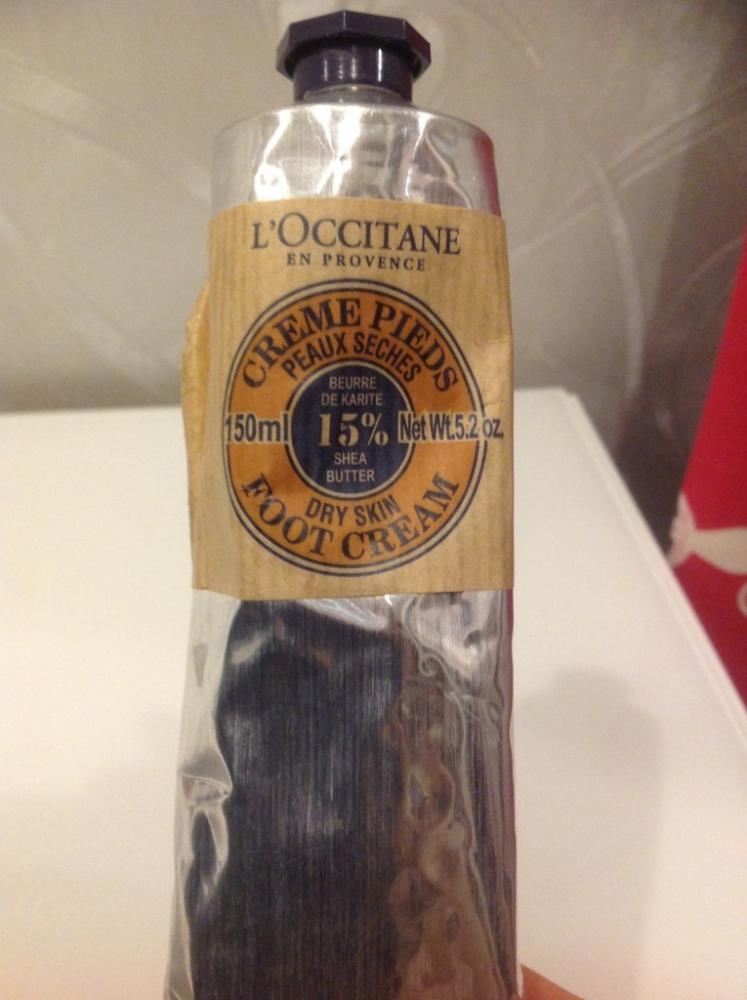 L'OCCITANE
EN PROVENCE
CREME PIEDS
PEAUX SECHES
BEURRE
DE KARITE
150ml 15% Net Wt.5.2 oz.
SHEA
BUTTER
DRY SKIN
FOOT CREAM